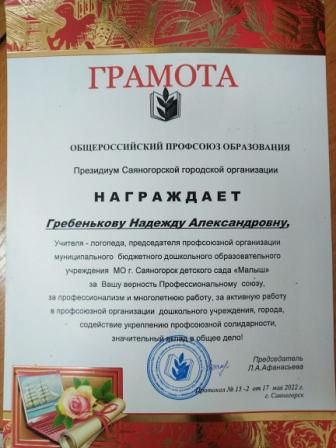 ГРАМОТА
ОБЩЕРОССИЙСКИЙ ПРОФСОЮЗ ОБРАЗОВАНИЯ
Президиум Саяногорской городской организации
НАГРАЖДАЕТ
Гребенькову Надежду Александровну,
Учителя - логопеда, председателя профсоюзной организации
муниципального бюджетного дошкольного образовательного
учреждения МО г. Саяногорск детского сада «Малыш»
за Вашу верность Профессиональному союзу,
за профессионализм и многолетнюю работу, за активную работу
в профсоюзной организации дошкольного учреждения, города,
содействие укреплению профсоюзной солидарности,
значительный вклад в общее дело!
Председатель
Л.А.Афанасьева
Протокол № 15 -2 от 17 мая 2022 г.
г. Саяногорск